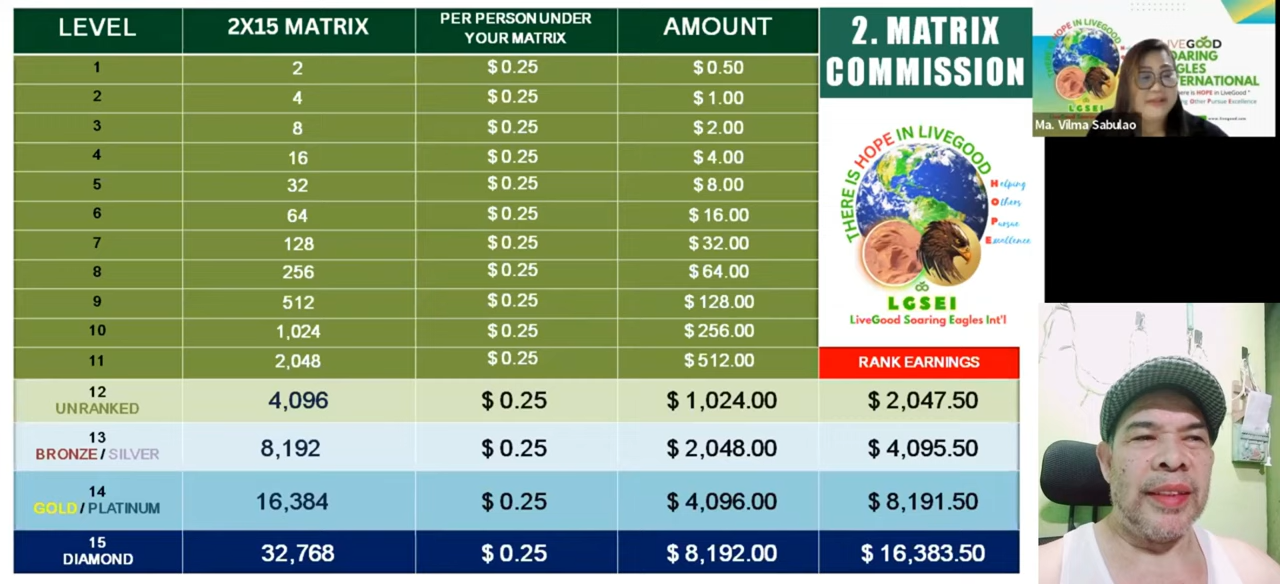 LEVEL 2X15 MATRIX PER PERSON UNDER YOUR MATRIX AMOUNT
1 2 $ 0.25 $ 0.50
2 4 $ 0.25 $ 1.00
3 8 $ 0.25 $ 2.00
4 16 $ 0.25 $ 4.00
5 32 $ 0.25 $ 8.00
6 64 $ 0.25 $ 16.00
7 128 $ 0.25 $ 32.00
8 256 $ 0.25 $ 64.00
9 512 $ 0.25 $ 128.00
10 1,024 $ 0.25 $ 256.00
11 2,048 $ 0.25 $ 512.00 RANK EARNINGS
12 UNRANKED 4,096 $ 0.25 $ 1,024.00 $ 2,047.50
13 BRONZE / SILVER 8,192 $ 0.25 $ 2,048.00 $ 4,095.50
14 GOLD / PLATINUM 16,384 $ 0.25 $ 4,096.00 $ 8,191.50
15 DIAMOND 32,768 $ 0.25 $ 8,192.00 $ 16,383.50
2. MATRIX
COMMISSION
THERE IS HOPE IN LIVEGOOD
Helping
Others
Pursue
Excellence
LGSEI
LiveGood Soaring Eagles Int'l
HOPE IN LIVEGOOD
LGSEI
Ma. Vilma Sabulao